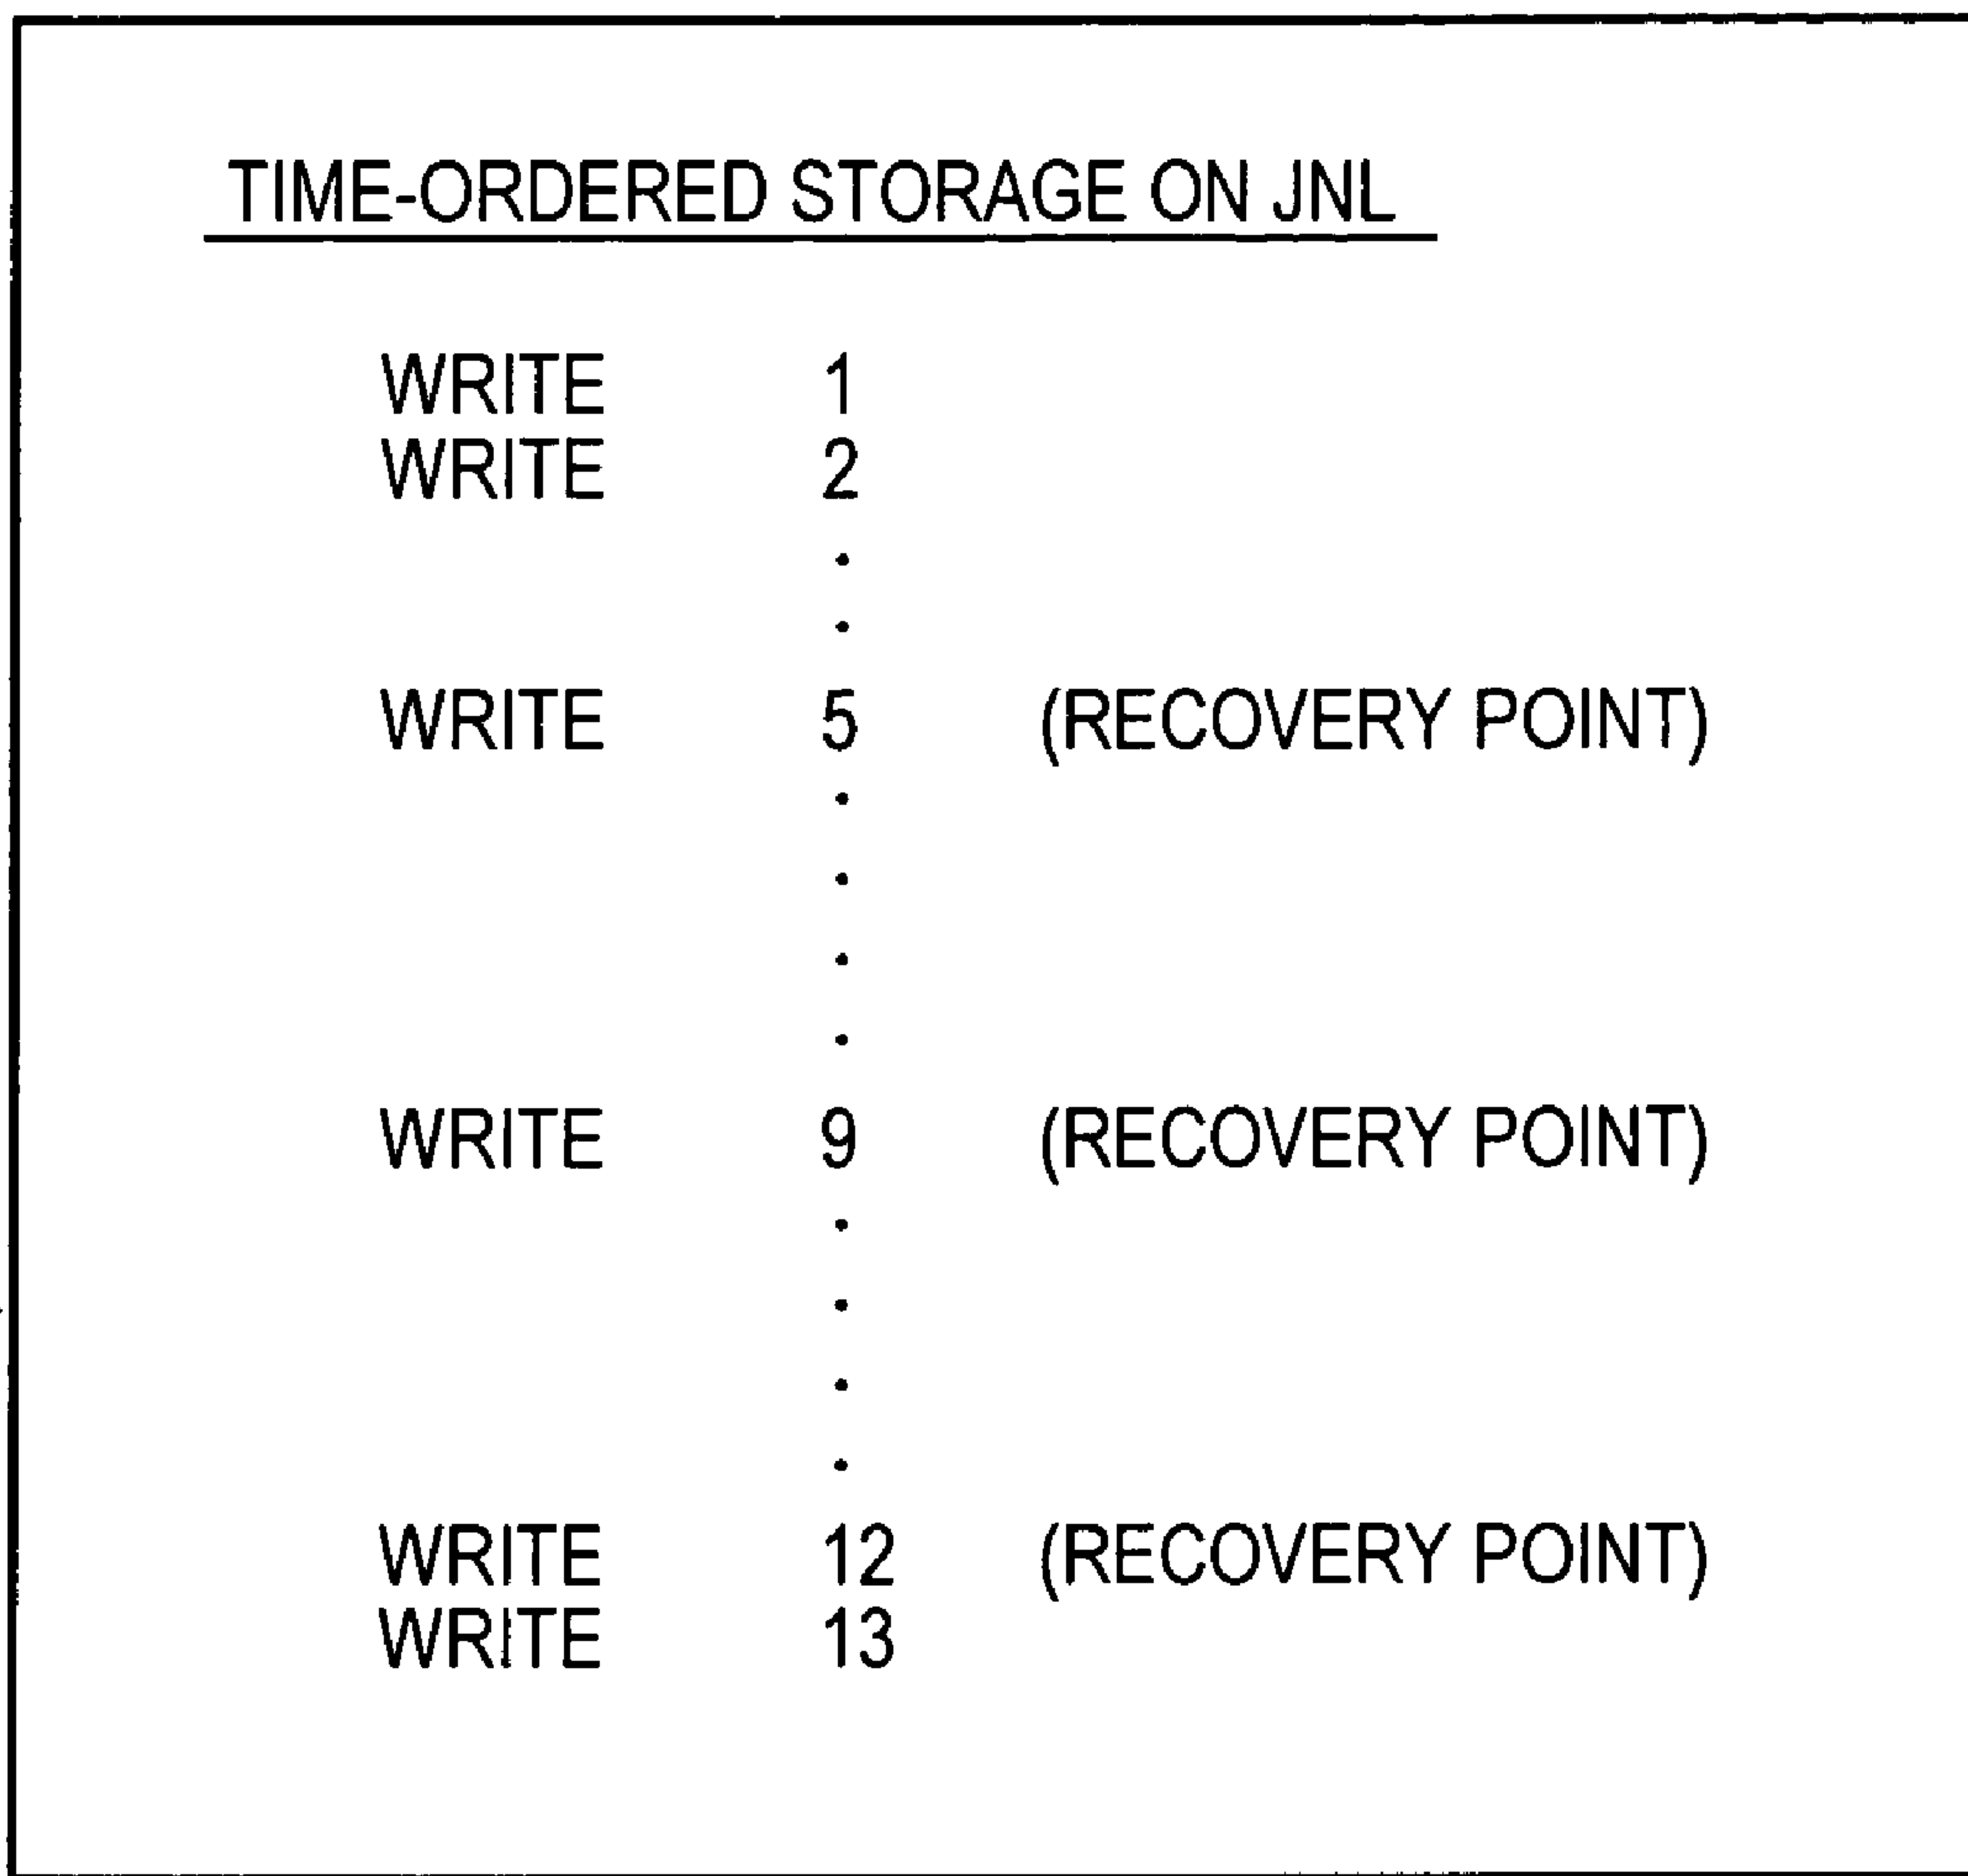 TIME-ORDERED STORAGE ON JNL
WRITE 1
WRITE 2
.
.
WRITE 5 (RECOVERY POINT)
.
.
.
.
WRITE 9 (RECOVERY POINT)
.
.
.
.
WRITE 12 (RECOVERY POINT)
WRITE 13